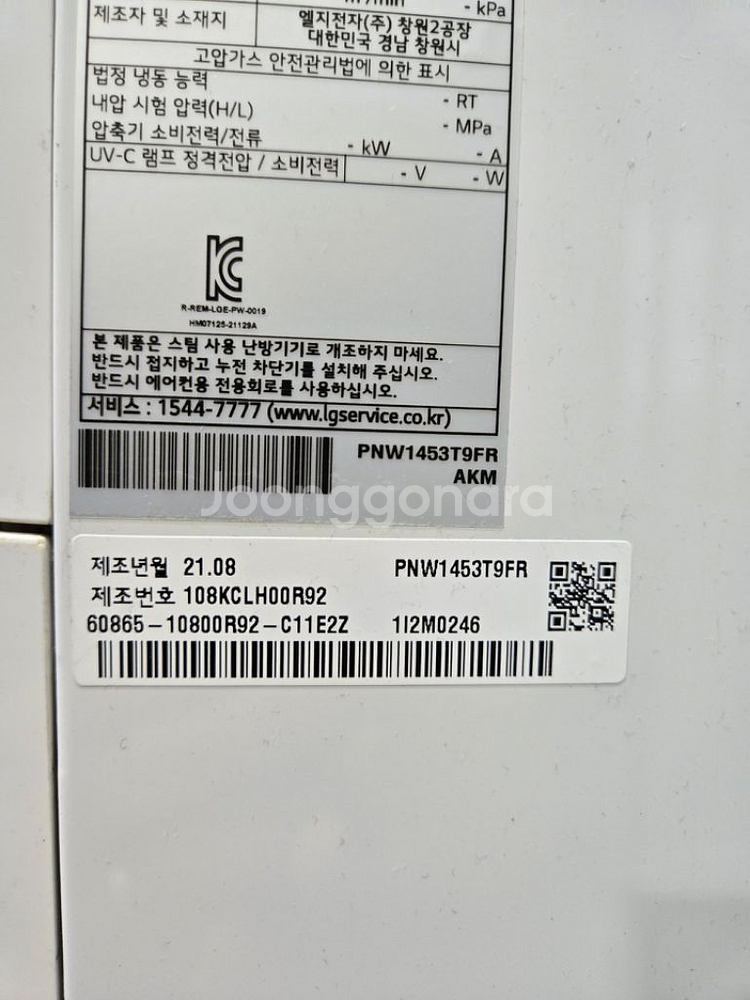 - kPa
제조자 및 소재지
엘지전자(주) 창원2공장
대한민국 경남 창원시
고압가스 안전관리법에 의한 표시
법정 냉동 능력 - RT
내압 시험 압력(H/L) - MPa
압축기 소비전력/전류 - kW - A
UV-C 램프 정격전압 / 소비전력 - V - W
R-REM-LGE-PW-0019
HM07125-21129A
본 제품은 스팀 사용 난방기기로 개조하지 마세요.
반드시 접지하고 누전 차단기를 설치해 주십시오.
반드시 에어컨용 전용회로를 사용하십시오.
서비스 : 1544-7777 (www.lgservice.co.kr)
PNW1453T9FR
AKM
Joonggonara
제조년월 21.08 PNW1453T9FR
제조번호 108KCLH00R92
60865-10800R92-C11E2Z 1I2M0246